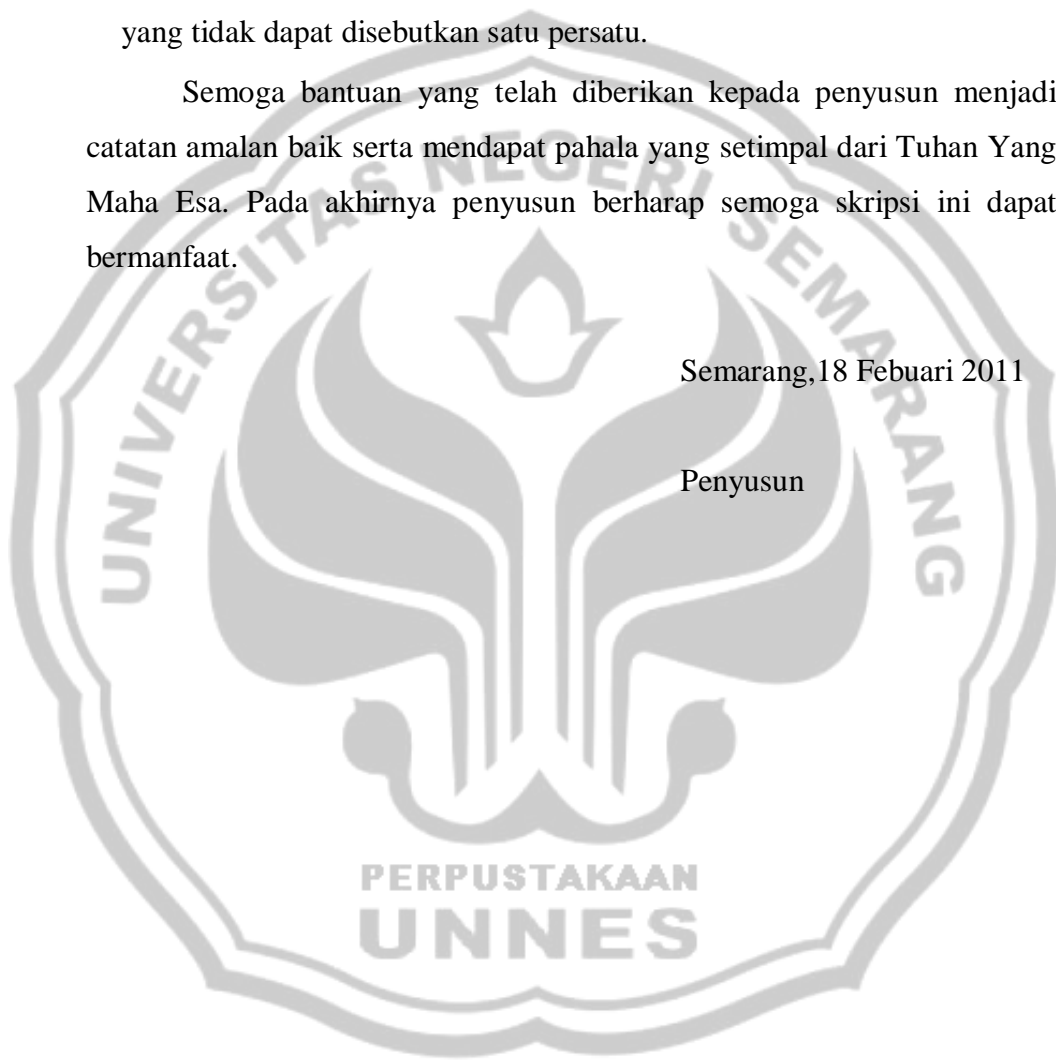 yang tidak dapat disebutkan satu persatu.
Semoga bantuan yang telah diberikan kepada penyusun menjadi
catatan amalan baik serta mendapat pahala yang setimpal dari Tuhan Yang
Maha Esa. Pada akhirnya penyusun berharap semoga skripsi ini dapat
bermanfaat.
Semarang,18 Febuari 2011
Penyusun
UNIVERSITAS NEGERI SEMARANG
PERPUSTAKAAN
UNNES